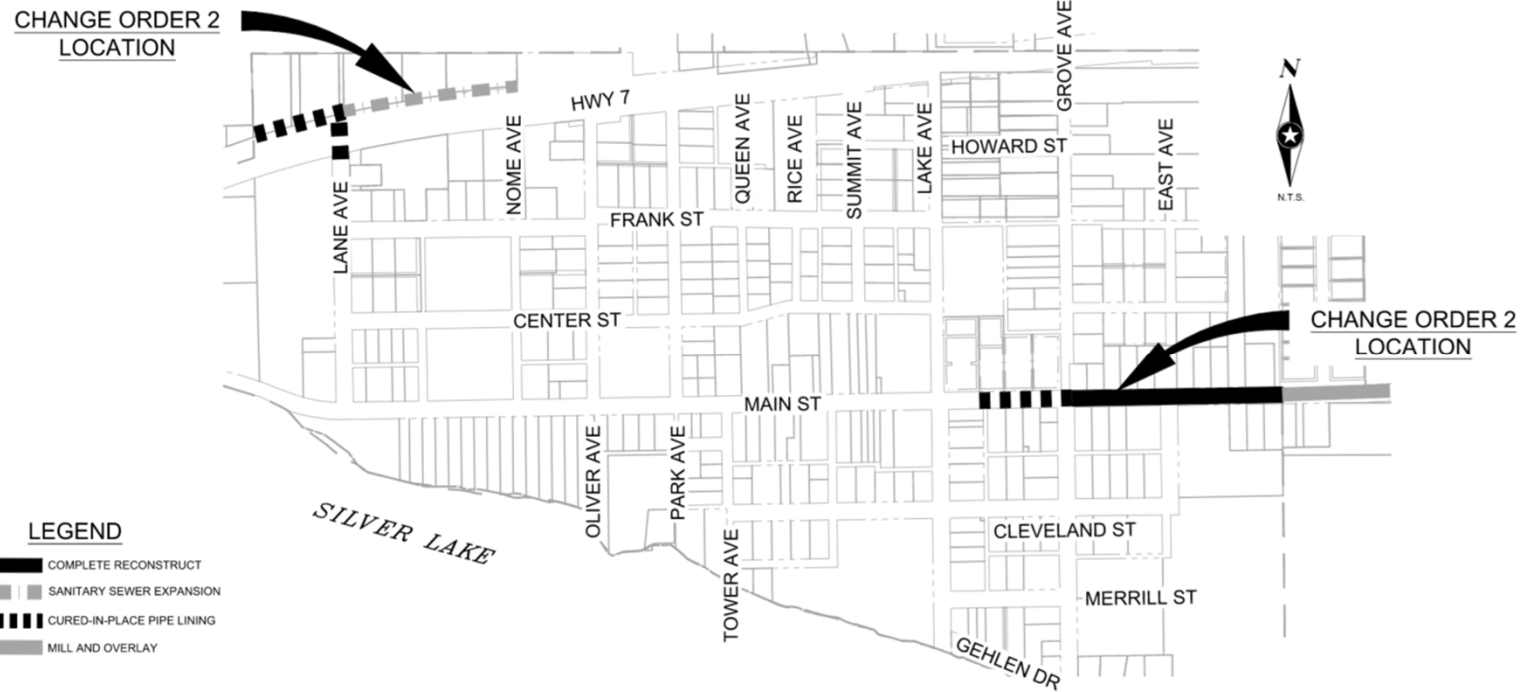 CHANGE ORDER 2
LOCATION
HWY 7
NOME AVE
QUEEN AVE
RICE AVE
SUMMIT AVE
LAKE AVE
GROVE AVE
HOWARD ST
EAST AVE
N
N.T.S.
LANE AVE
FRANK ST
CENTER ST
CHANGE ORDER 2
LOCATION
MAIN ST
OLIVER AVE
PARK AVE
SILVER LAKE
TOWER AVE
CLEVELAND ST
MERRILL ST
GEHLEN DR
LEGEND
COMPLETE RECONSTRUCT
SANITARY SEWER EXPANSION
CURED-IN-PLACE PIPE LINING
MILL AND OVERLAY